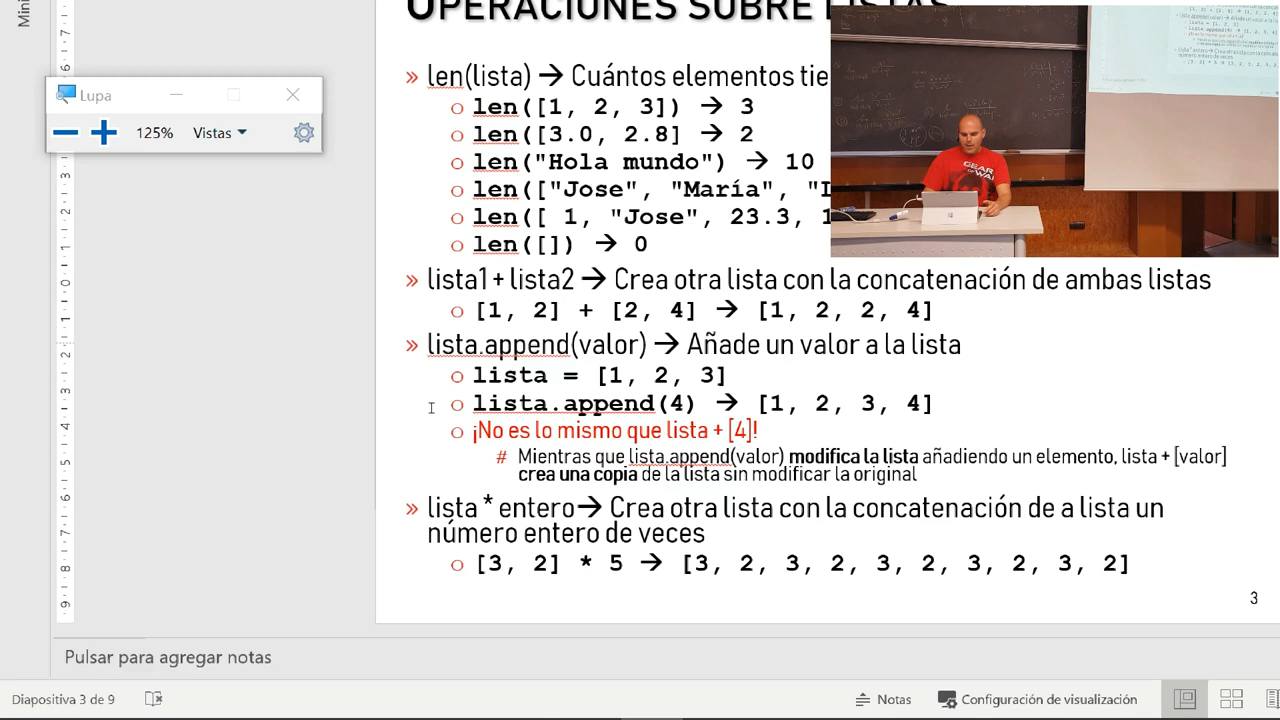 Mini
OPERACIONES SOBRE LISTAS
Lupa
125% Vistas
» len(lista) → Cuántos elementos tie
o len([1, 2, 3]) → 3
o len([3.0, 2.8] → 2
o len("Hola mundo") → 10
o len(["Jose", "María", "
o len([ 1, "Jose", 23.3, 1
o len([]) → 0
» lista1 + lista2 → Crea otra lista con la concatenación de ambas listas
o [1, 2] + [2, 4] → [1, 2, 2, 4]
» lista.append(valor) → Añade un valor a la lista
o lista = [1, 2, 3]
o lista.append(4) → [1, 2, 3, 4]
o ¡No es lo mismo que lista + [4]!
# Mientras que lista.append(valor) modifica la lista añadiendo un elemento, lista + [valor]
crea una copia de la lista sin modificar la original
» lista * entero→ Crea otra lista con la concatenación de a lista un
número entero de veces
o [3, 2] * 5 → [3, 2, 3, 2, 3, 2, 3, 2, 3, 2]
3
Pulsar para agregar notas
Diapositiva 3 de 9
Notas
Configuración de visualización
GEAR
OF WA